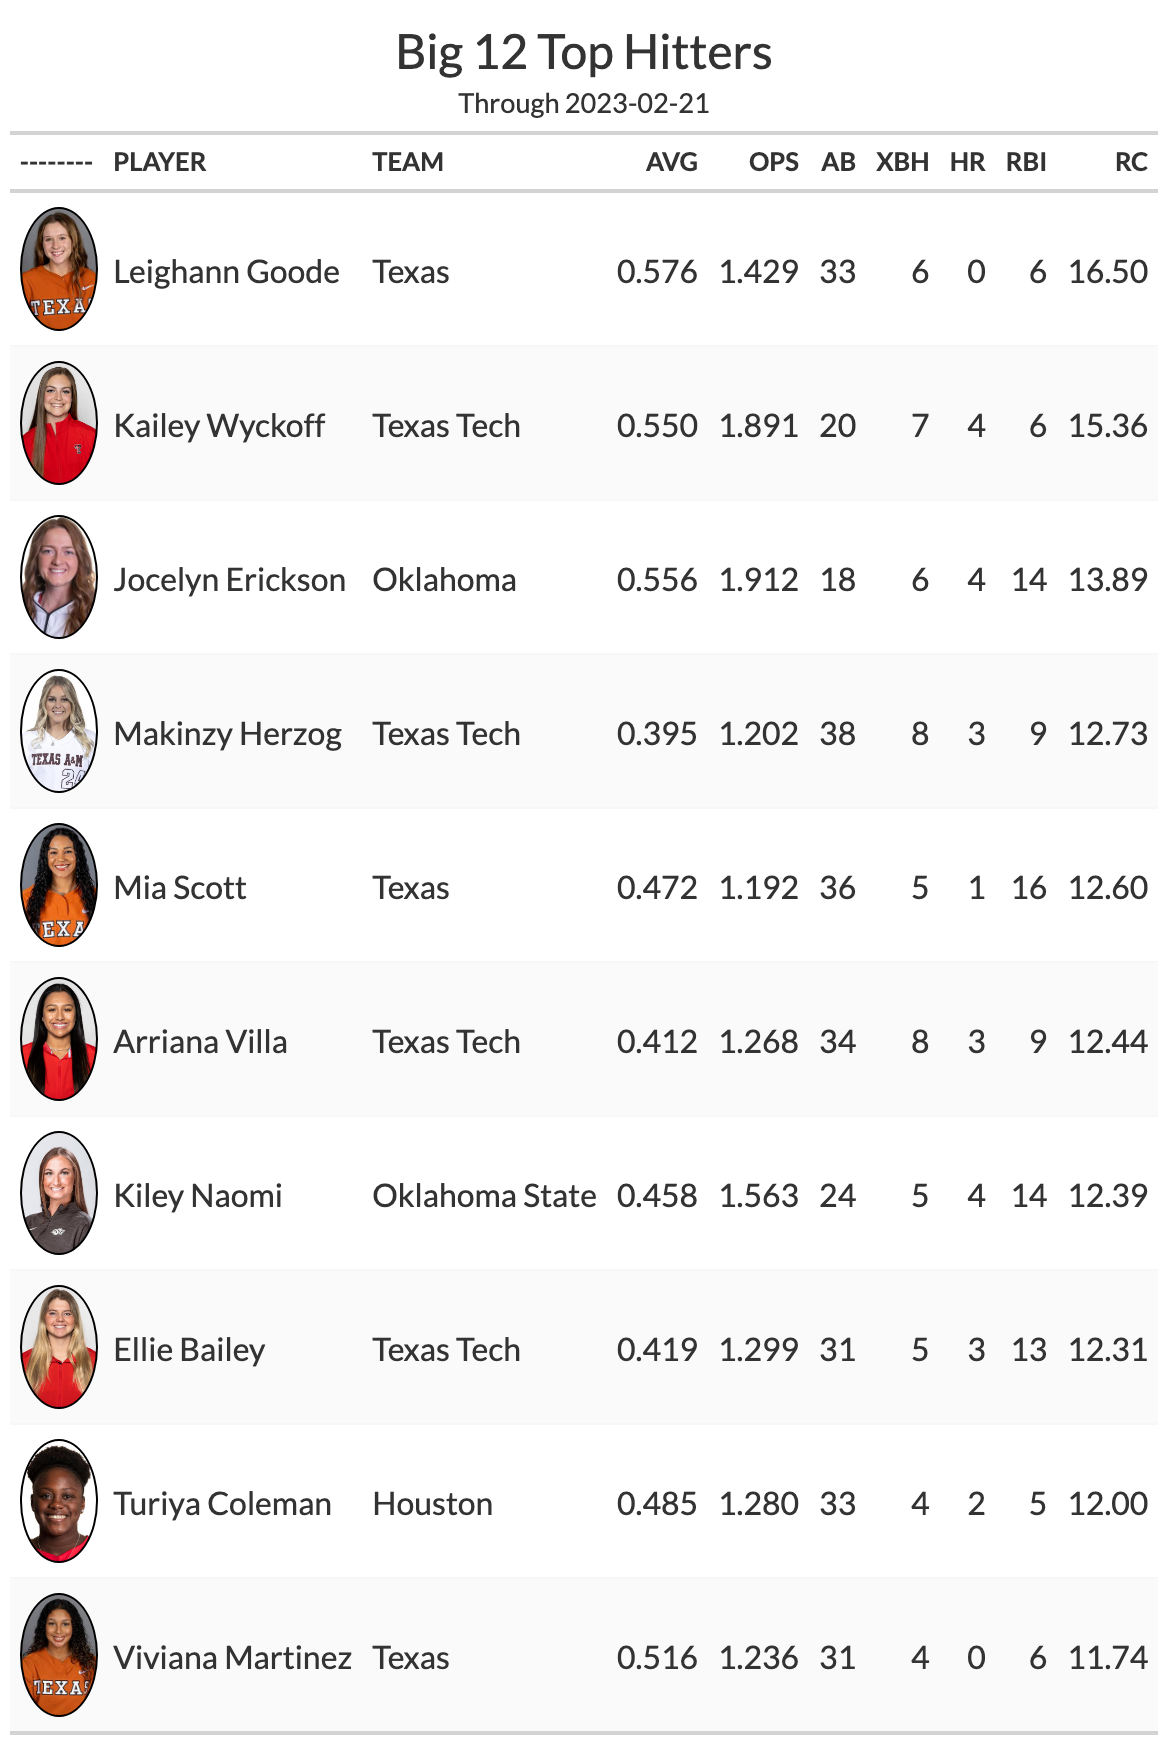 Big 12 Top Hitters
Through 2023-02-21
-------- PLAYER TEAM AVG OPS AB XBH HR RBI RC
TEXA
Leighann Goode Texas 0.576 1.429 33 6 0 6 16.50
Kailey Wyckoff Texas Tech 0.550 1.891 20 7 4 6 15.36
Jocelyn Erickson Oklahoma 0.556 1.912 18 6 4 14 13.89
TEXAS A&M
24
Makinzy Herzog Texas Tech 0.395 1.202 38 8 3 9 12.73
EXA
Mia Scott Texas 0.472 1.192 36 5 1 16 12.60
Arriana Villa Texas Tech 0.412 1.268 34 8 3 9 12.44
Kiley Naomi Oklahoma State 0.458 1.563 24 5 4 14 12.39
Ellie Bailey Texas Tech 0.419 1.299 31 5 3 13 12.31
Turiya Coleman Houston 0.485 1.280 33 4 2 5 12.00
TEXAS
Viviana Martinez Texas 0.516 1.236 31 4 0 6 11.74